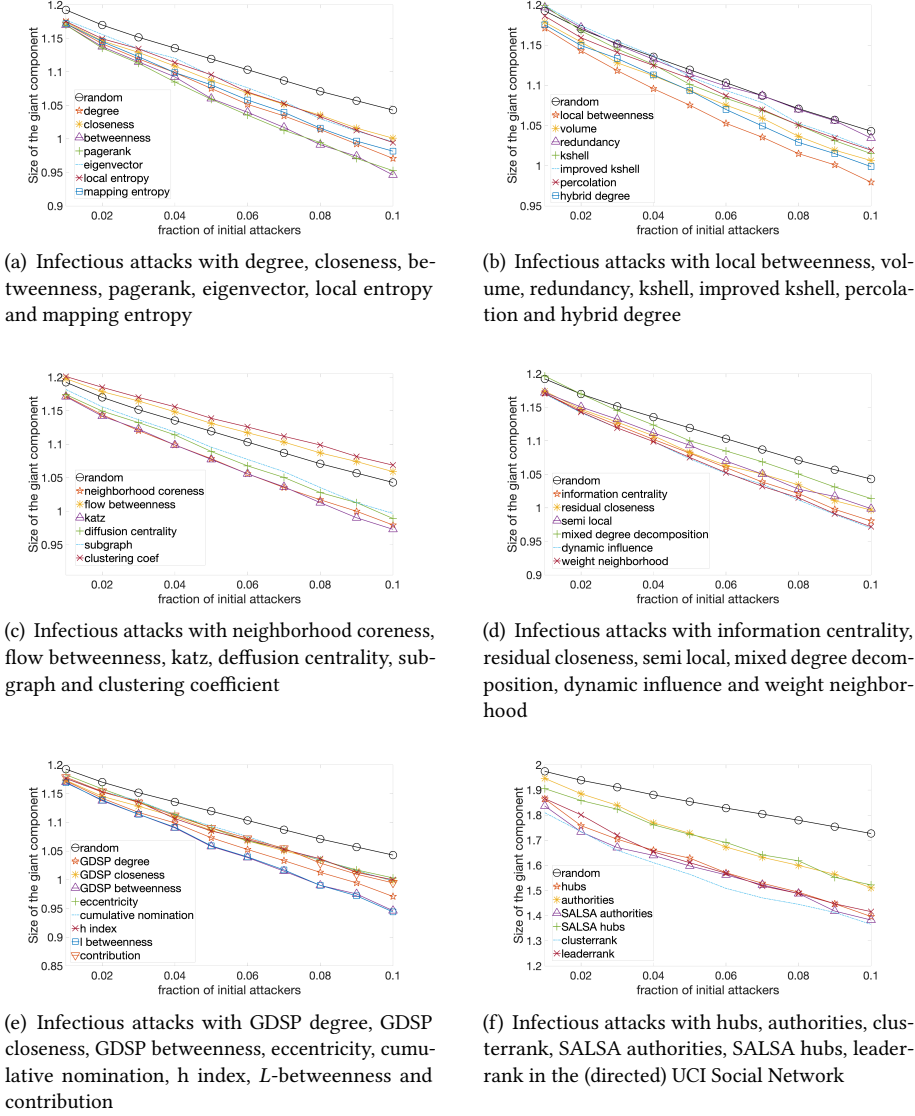 1.2
1.15
1.1
1.05
1
0.95
0.9
Size of the giant component
random
degree
closeness
betweenness
pagerank
eigenvector
local entropy
mapping entropy
0.02 0.04 0.06 0.08 0.1
fraction of initial attackers
(a) Infectious attacks with degree, closeness, be-
tweenness, pagerank, eigenvector, local entropy
and mapping entropy
1.2
1.15
1.1
1.05
1
0.95
Size of the giant component
random
local betweenness
volume
redundancy
kshell
improved kshell
percolation
hybrid degree
0.02 0.04 0.06 0.08 0.1
fraction of initial attackers
(b) Infectious attacks with local betweenness, vol-
ume, redundancy, kshell, improved kshell, percola-
tion and hybrid degree
1.2
1.15
1.1
1.05
1
0.95
Size of the giant component
random
neighborhood coreness
flow betweenness
katz
diffusion centrality
subgraph
clustering coef
0.02 0.04 0.06 0.08 0.1
fraction of initial attackers
(c) Infectious attacks with neighborhood coreness,
flow betweenness, katz, deffusion centrality, sub-
graph and clustering coefficient
1.2
1.15
1.1
1.05
1
0.95
0.9
Size of the giant component
random
information centrality
residual closeness
semi local
mixed degree decomposition
dynamic influence
weight neighborhood
0.02 0.04 0.06 0.08 0.1
fraction of initial attackers
(d) Infectious attacks with information centrality,
residual closeness, semi local, mixed degree decom-
position, dynamic influence and weight neighbor-
hood
1.2
1.15
1.1
1.05
1
0.95
0.9
0.85
Size of the giant component
random
GDSP degree
GDSP closeness
GDSP betweenness
eccentricity
cumulative nomination
h index
l betweenness
contribution
0.02 0.04 0.06 0.08 0.1
fraction of initial attackers
(e) Infectious attacks with GDSP degree, GDSP
closeness, GDSP betweenness, eccentricity, cumu-
lative nomination, h index, L-betweenness and
contribution
2
1.9
1.8
1.7
1.6
1.5
1.4
1.3
1.2
Size of the giant component
random
hubs
authorities
SALSA authorities
SALSA hubs
clusterrank
leaderrank
0.02 0.04 0.06 0.08 0.1
fraction of initial attackers
(f) Infectious attacks with hubs, authorities, clus-
terrank, SALSA authorities, SALSA hubs, leader-
rank in the (directed) UCI Social Network